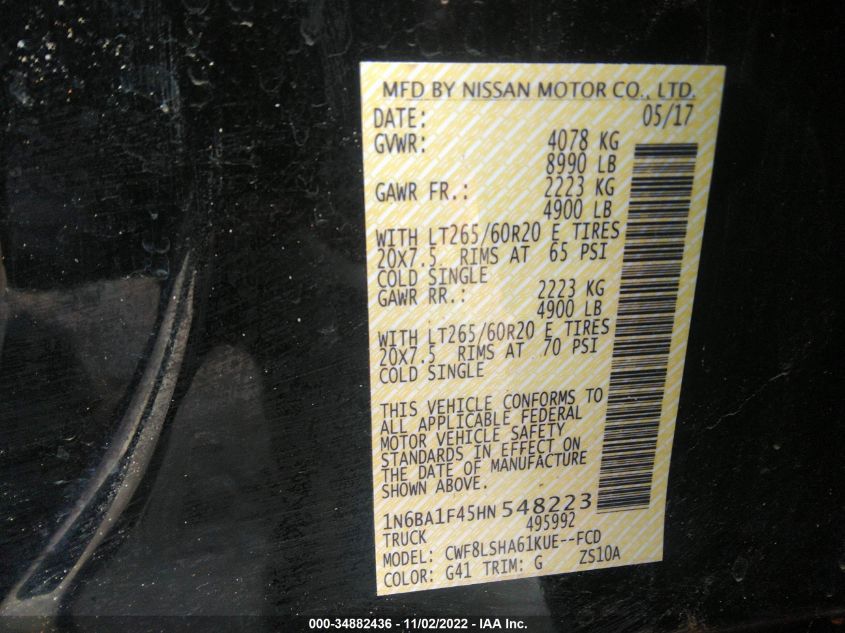 MFD BY NISSAN MOTOR CO., LTD.
DATE: 05/17
GVWR: 4078 KG
8990 LB
GAWR FR.: 2223 KG
4900 LB
WITH LT265/60R20 E TIRES
20X7.5 RIMS AT 65 PSI
COLD SINGLE
GAWR RR.: 2223 KG
4900 LB
WITH LT265/60R20 E TIRES
20X7.5 RIMS AT 70 PSI
COLD SINGLE
THIS VEHICLE CONFORMS TO
ALL APPLICABLE FEDERAL
MOTOR VEHICLE SAFETY
STANDARDS IN EFFECT ON
THE DATE OF MANUFACTURE
SHOWN ABOVE.
1N6BA1F45HN548223
TRUCK 495992
MODEL: CWF8LSHA61KUE--FCD
COLOR: G41 TRIM: G ZS10A
000-34882436 - 11/02/2022 - IAA Inc.